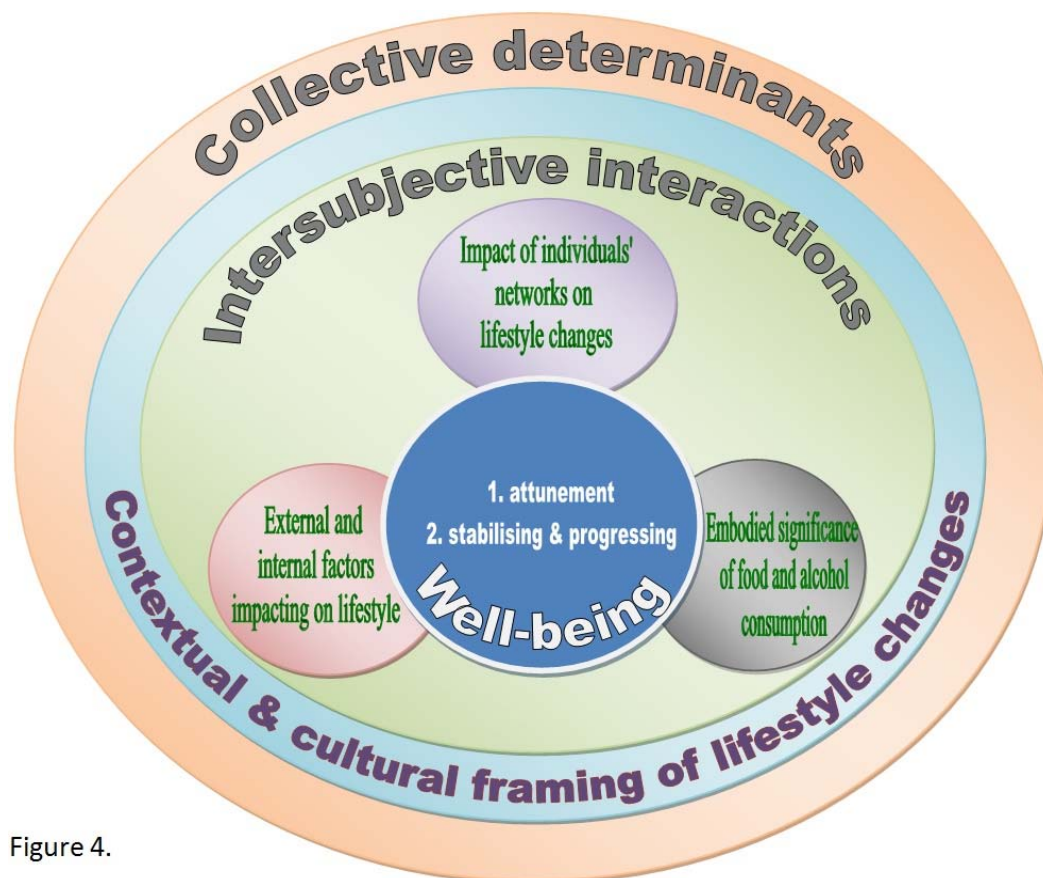 Collective determinants
Intersubjective interactions
Impact of individuals'
networks on
lifestyle changes
1. attunement
2. stabilising & progressing
Well-being
External and
internal factors
impacting on lifestyle
Embodied significance
of food and alcohol
consumption
Contextual & cultural framing of lifestyle changes
Figure 4.